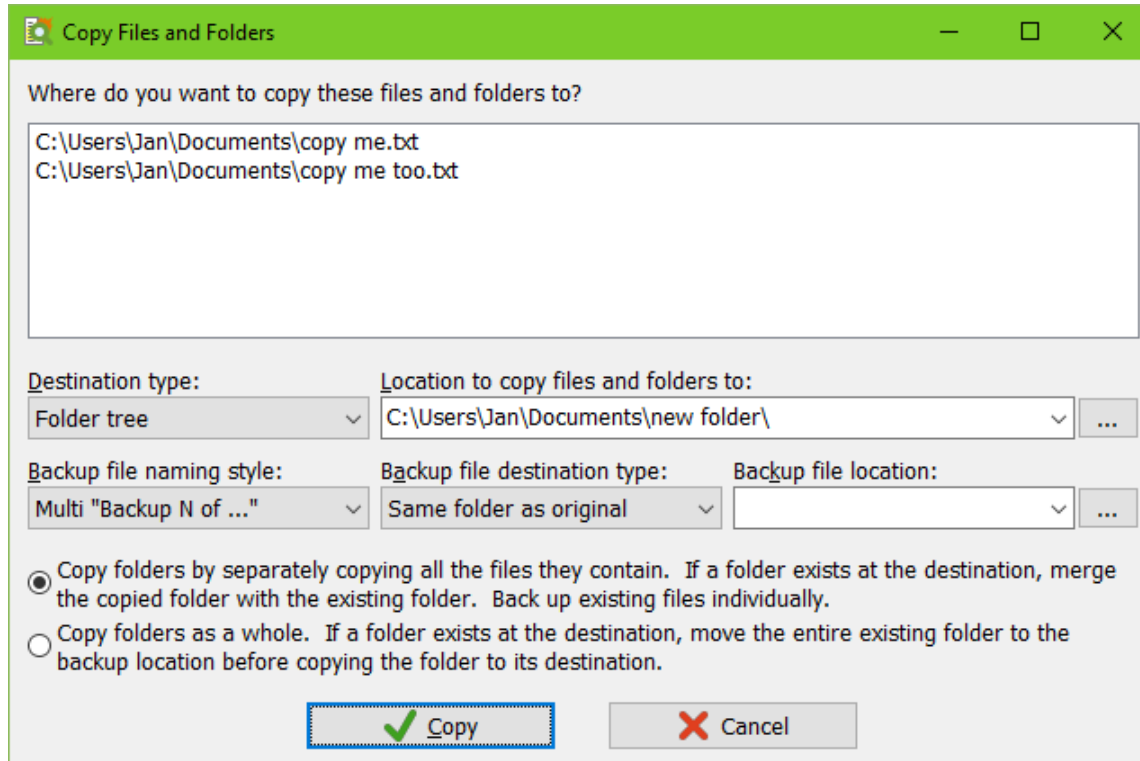 Copy Files and Folders
Where do you want to copy these files and folders to?
C:\Users\Jan\Documents\copy me.txt
C:\Users\Jan\Documents\copy me too.txt
Destination type:
Location to copy files and folders to:
Folder tree
C:\Users\Jan\Documents\new folder\
...
Backup file naming style:
Backup file destination type:
Backup file location:
Multi "Backup N of ..."
Same folder as original
...
Copy folders by separately copying all the files they contain.  If a folder exists at the destination, merge
the copied folder with the existing folder.  Back up existing files individually.
Copy folders as a whole.  If a folder exists at the destination, move the entire existing folder to the
backup location before copying the folder to its destination.
Copy
Cancel